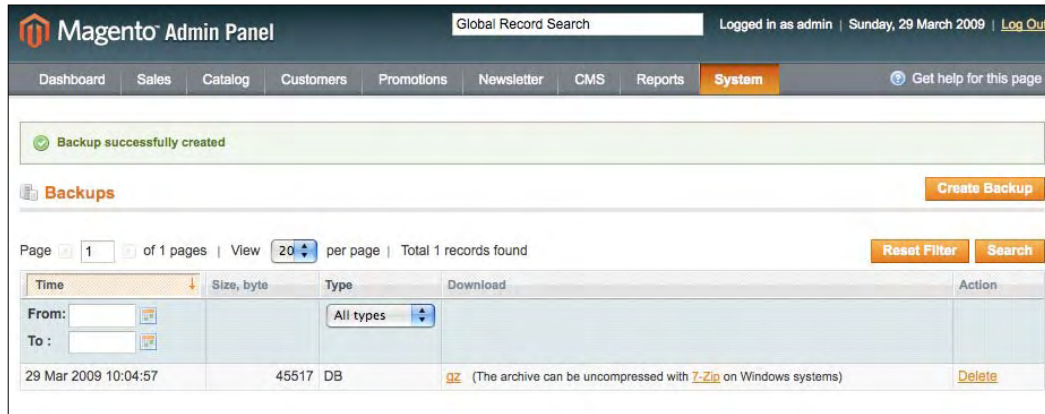 Magento Admin Panel
Global Record Search
Logged in as admin | Sunday, 29 March 2009 | Log Out
Dashboard Sales Catalog Customers Promotions Newsletter CMS Reports System Get help for this page
Backup successfully created
Backups
Create Backup
Page 1 of 1 pages | View 20 per page | Total 1 records found
Reset Filter Search
Time Size, byte Type Download Action
From: All types
To :
29 Mar 2009 10:04:57 45517 DB gz (The archive can be uncompressed with 7-Zip on Windows systems) Delete